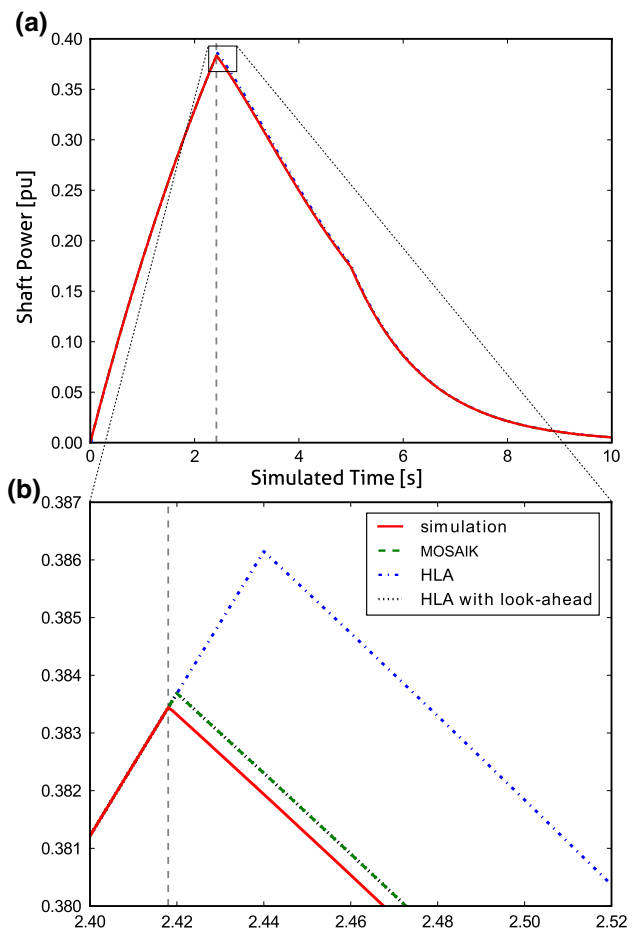 (a)
0.40
0.35
0.30
0.25
0.20
0.15
0.10
0.05
0.00
Shaft Power [pu]
0 2 4 6 8 10
Simulated Time [s]
(b)
0.387
0.386
0.385
0.384
0.383
0.382
0.381
0.380
simulation
MOSAIK
HLA
HLA with look-ahead
2.40 2.42 2.44 2.46 2.48 2.50 2.52